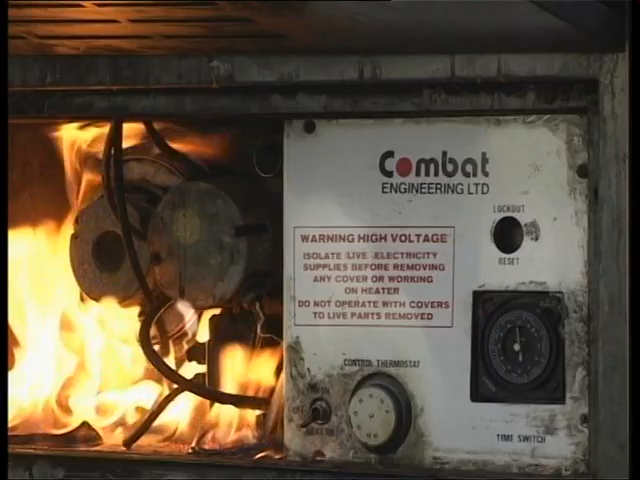 Combat
ENGINEERING LTD
LOCKOUT
RESET
WARNING HIGH VOLTAGE
ISOLATE LIVE ELECTRICITY
SUPPLIES BEFORE REMOVING
ANY COVER OR WORKING
ON HEATER
DO NOT OPERATE WITH COVERS
TO LIVE PARTS REMOVED
CONTROL THERMOSTAT
TIME SWITCH